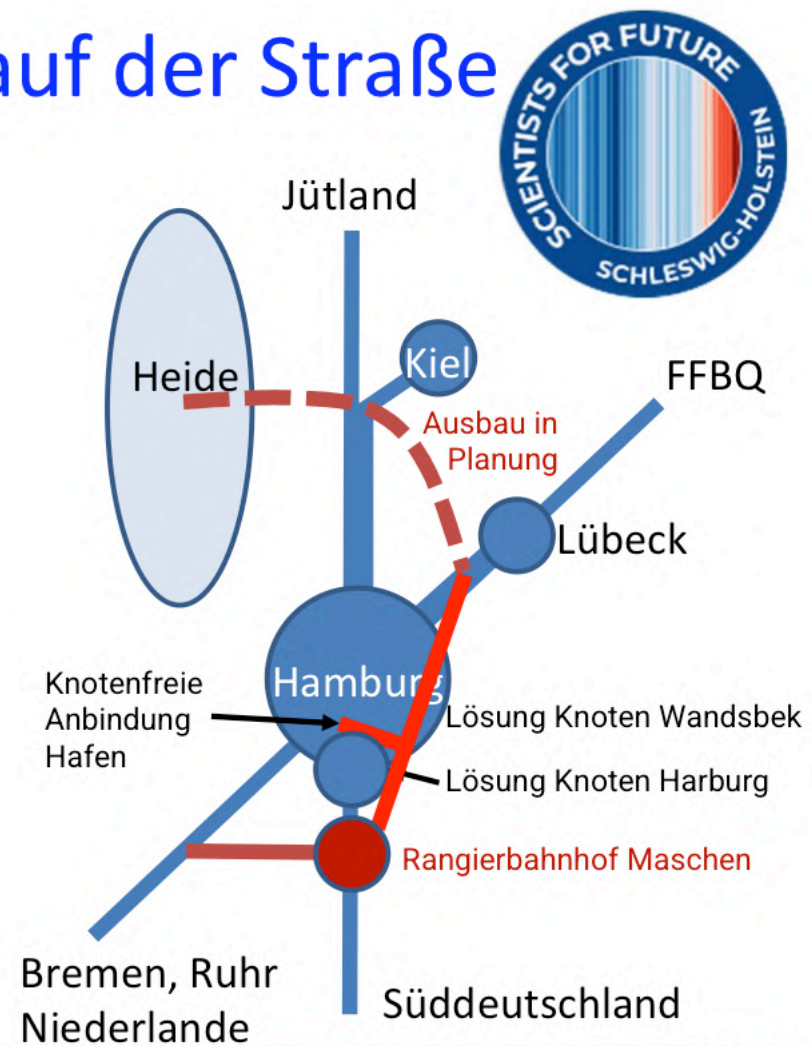 auf der Straße
SCIENTISTS FOR FUTURE
SCHLESWIG-HOLSTEIN
Jütland
Kiel
Heide
FFBQ
Ausbau in
Planung
Lübeck
Hamburg
Knotenfreie
Anbindung
Hafen
Lösung Knoten Wandsbek
Lösung Knoten Harburg
Rangierbahnhof Maschen
Bremen, Ruhr
Niederlande
Süddeutschland